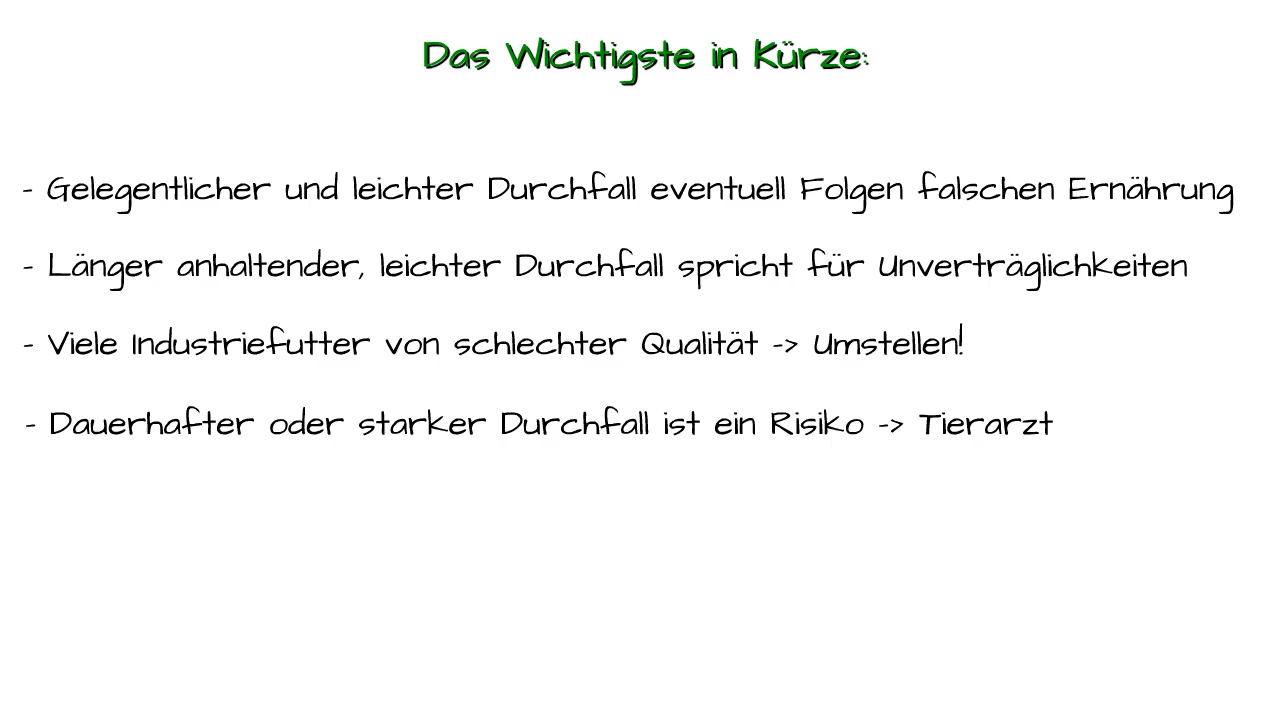 Das Wichtigste in Kürze:
- Gelegentlicher und leichter Durchfall eventuell Folgen falschen Ernährung
- Länger anhaltender, leichter Durchfall spricht für Unverträglichkeiten
- Viele Industriefutter von schlechter Qualität -> Umstellen!
- Dauerhafter oder starker Durchfall ist ein Risiko -> Tierarzt